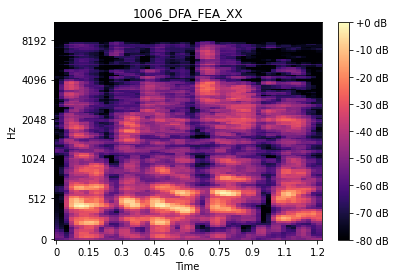 1006_DFA_FEA_XX
+0 dB
8192
-10 dB
4096
-20 dB
-30 dB
2048
Hz
-40 dB
1024
-50 dB
512
-60 dB
-70 dB
0
-80 dB
0 0.15 0.3 0.45 0.6 0.75 0.9 1.1 1.2
Time